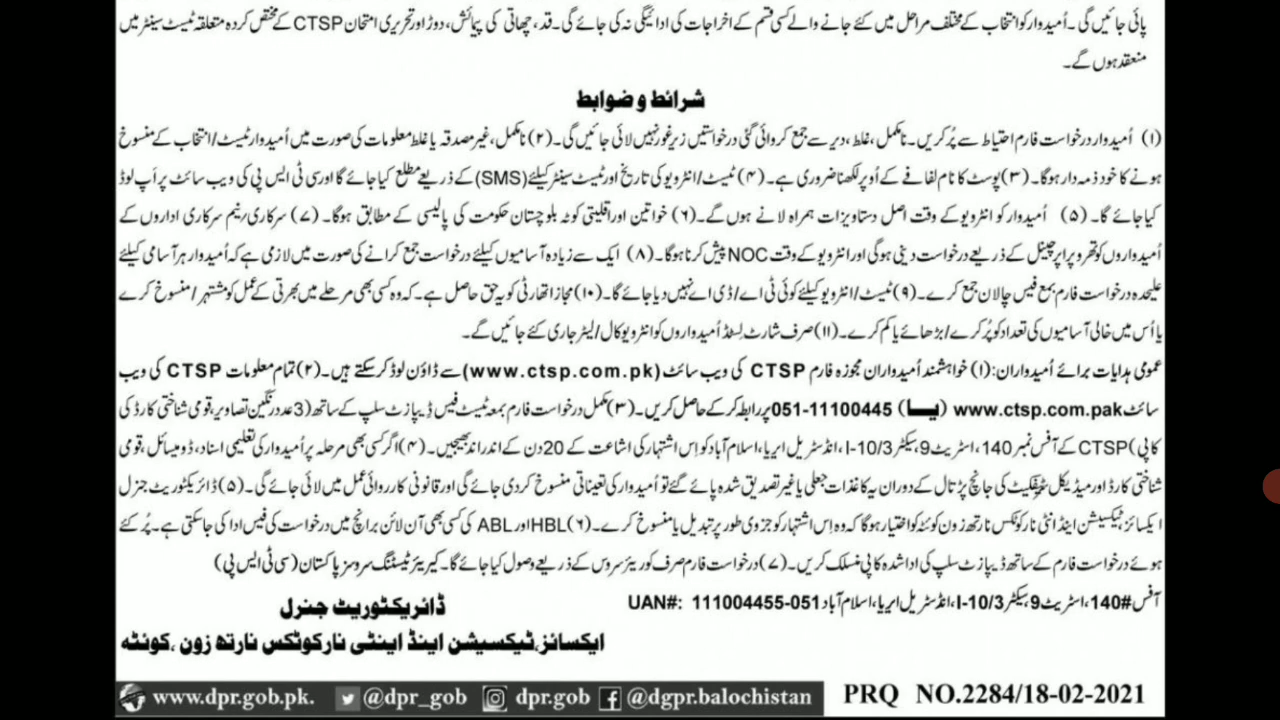 پائی جائیں گی۔ اُمیدوار کو انتخاب کے مختلف مراحل میں کئے جانے والے کسی قسم کے اخراجات کی ادائیگی نہ کی جائے گی۔ قد، چھاتی کی پیمائش، دوڑ اور تحریری امتحان CTSP کے مختص کردہ متعلقہ ٹیسٹ سینٹر میں
منعقد ہوں گے۔
شرائط و ضوابط
(۱) اُمیدوار درخواست فارم احتیاط سے پُر کریں۔ نامکمل، غلط، دیر سے جمع کروائی گئی درخواستیں زیرِ غور نہیں لائی جائیں گی۔ (۲) نامکمل، غیر مصدقہ یا غلط معلومات کی صورت میں اُمیدوار ٹیسٹ/انتخاب کے منسوخ
ہونے کا خود ذمہ دار ہوگا۔ (۳) پوسٹ کا نام لفافے کے اُوپر لکھنا ضروری ہے۔ (۴) ٹیسٹ/انٹرویو کی تاریخ اور ٹیسٹ سینٹر کیلئے (SMS) کے ذریعے مطلع کیا جائے گا اور سی ٹی ایس پی کی ویب سائٹ پر اَپ لوڈ
کیا جائے گا۔ (۵) اُمیدوار کو انٹرویو کے وقت اصل دستاویزات ہمراہ لانے ہوں گے۔ (۶) خواتین اور اقلیتی کوٹہ بلوچستان حکومت کی پالیسی کے مطابق ہوگا۔ (۷) سرکاری/نیم سرکاری اداروں کے
اُمیدواروں کو تھرو پراپر چینل کے ذریعے درخواست دینی ہوگی اور انٹرویو کے وقت NOC پیش کرنا ہوگا۔ (۸) ایک سے زیادہ آسامیوں کیلئے درخواست جمع کرانے کی صورت میں لازمی ہے کہ اُمیدوار ہر آسامی کیلئے
علیحدہ درخواست فارم بمع فیس چالان جمع کرے۔ (۹) ٹیسٹ/انٹرویو کیلئے کوئی ٹی اے/ڈی اے نہیں دیا جائے گا۔ (۱۰) مجاز اتھارٹی کو یہ حق حاصل ہے۔ کہ وہ کسی بھی مرحلے میں بھرتی کے عمل کو مشتہر/منسوخ کرے
یا اُس میں خالی آسامیوں کی تعداد کو پُر کرے/بڑھائے یا کم کرے۔ (۱۱) صرف شارٹ لسٹڈ اُمیدواروں کو انٹرویو کال/لیٹر جاری کئے جائیں گے۔
عمومی ہدایات برائے اُمیدواران: (۱) خواہشمند اُمیدواران مجوزہ فارم CTSP کی ویب سائٹ (www.ctsp.com.pk) سے ڈاؤن لوڈ کر سکتے ہیں۔ (۲) تمام معلومات CTSP کی ویب
سائٹ www.ctsp.com.pak (یا) 051-11100445 پر رابطہ کر کے حاصل کریں۔ (۳) مکمل درخواست فارم بمعہ ٹیسٹ فیس ڈیپازٹ سلپ کے ساتھ (3 عدد رنگین تصاویر، قومی شناختی کارڈ کی
کاپی) CTSP کے آفس نمبر 140، اسٹریٹ 9، سیکٹر I-10/3، انڈسٹریل ایریا، اسلام آباد کو اِس اشتہار کی اشاعت کے 20 دن کے اندر اندر بھیجیں۔ (۴) اگر کسی بھی مرحلہ پر اُمیدوار کی تعلیمی اسناد، ڈومیسائل، قومی
شناختی کارڈ اور میڈیکل سرٹیفکیٹ کی جانچ پڑتال کے دوران یہ کاغذات جعلی یا غیر تصدیق شدہ پائے گئے تو اُمیدوار کی تعیناتی منسوخ کر دی جائے گی اور قانونی کارروائی عمل میں لائی جائے گی۔ (۵) ڈائریکٹوریٹ جنرل
ایکسائز، ٹیکسیشن اینڈ انٹی نارکوٹکس نارتھ زون کوئٹہ کو اختیار ہوگا کہ وہ اِس اشتہار کو جزوی طور پر تبدیل یا منسوخ کرے۔ (۶) HBL اور ABL کی کسی بھی آن لائن برانچ میں درخواست کی فیس ادا کی جاسکتی ہے۔ پُر کئے
ہوئے درخواست فارم کے ساتھ ڈیپازٹ سلپ کی ادا شدہ کاپی منسلک کریں۔ (۷) درخواست فارم صرف کوریئر سروس کے ذریعے وصول کیا جائے گا۔ کیریئر ٹیسٹنگ سروسز پاکستان (سی ٹی ایس پی)
آفس #140، اسٹریٹ 9، سیکٹر I-10/3، انڈسٹریل ایریا، اسلام آباد UAN#: 111004455-051
ڈائریکٹوریٹ جنرل
ایکسائز، ٹیکسیشن اینڈ اینٹی نارکوٹکس نارتھ زون، کوئٹہ
www.dpr.gob.pk. @dpr_gob dpr.gob @dgpr.balochistan PRQ NO.2284/18-02-2021